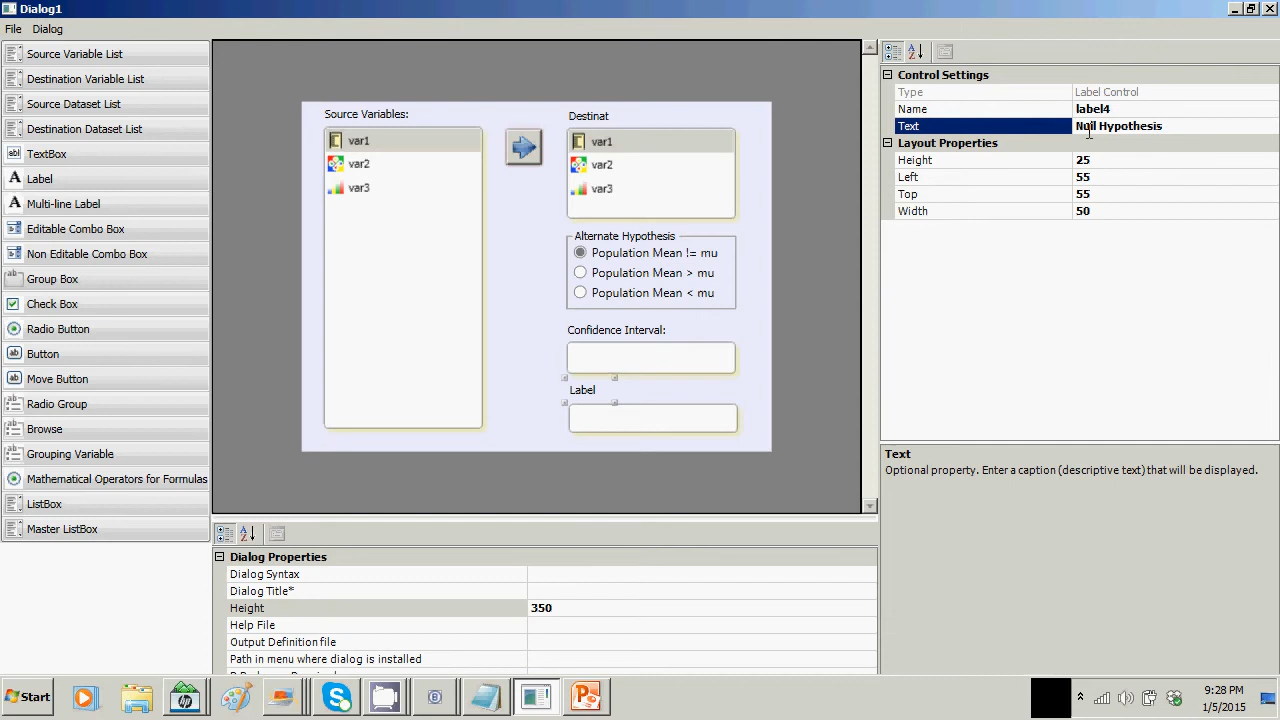 Dialog1
File Dialog
Source Variable List
Destination Variable List
Source Dataset List
Destination Dataset List
TextBox
Label
Multi-line Label
Editable Combo Box
Non Editable Combo Box
Group Box
Check Box
Radio Button
Button
Move Button
Radio Group
Browse
Grouping Variable
Mathematical Operators for Formulas
ListBox
Master ListBox
Source Variables:
var1
var2
var3
Destinat
var1
var2
var3
Alternate Hypothesis
Population Mean != mu
Population Mean > mu
Population Mean < mu
Confidence Interval:
Label
Dialog Properties
Dialog Syntax
Dialog Title*
Height 350
Help File
Output Definition file
Path in menu where dialog is installed
Control Settings
Type Label Control
Name label4
Text Null Hypothesis
Layout Properties
Height 25
Left 55
Top 55
Width 50
Text
Optional property. Enter a caption (descriptive text) that will be displayed.
Start
9:28 PM
1/5/2015